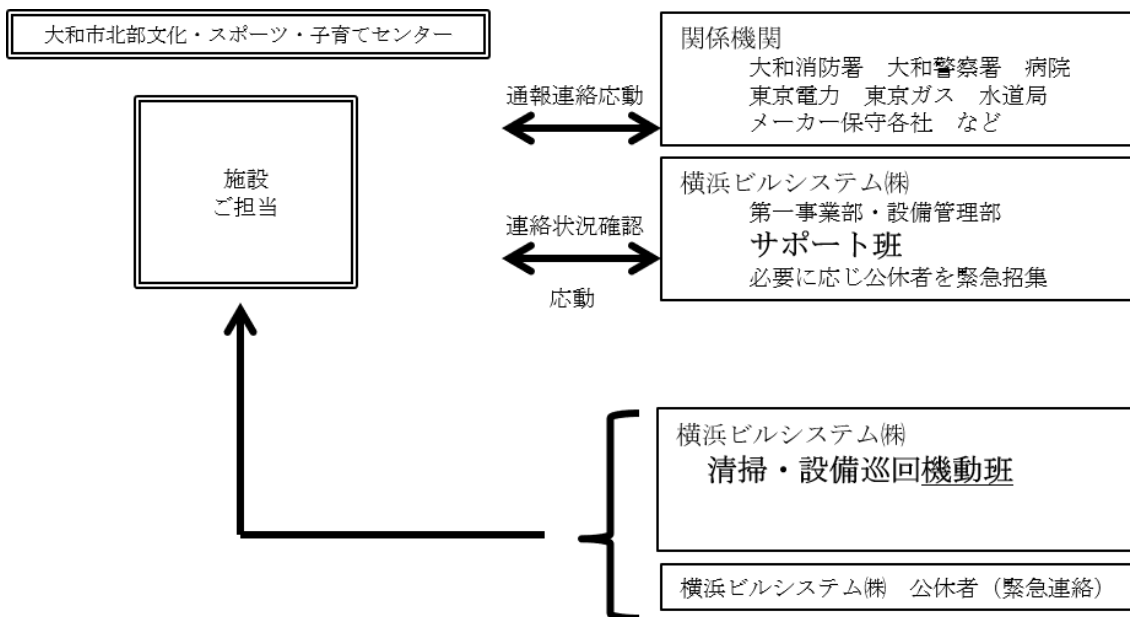 大和市北部文化・スポーツ・子育てセンター
施設
ご担当
通報連絡応動
関係機関
大和消防署　大和警察署　病院
東京電力　東京ガス　水道局
メーカー保守各社　など
連絡状況確認
応動
横浜ビルシステム㈱
第一事業部・設備管理部
サポート班
必要に応じ公休者を緊急招集
横浜ビルシステム㈱
清掃・設備巡回機動班
横浜ビルシステム㈱　公休者（緊急連絡）